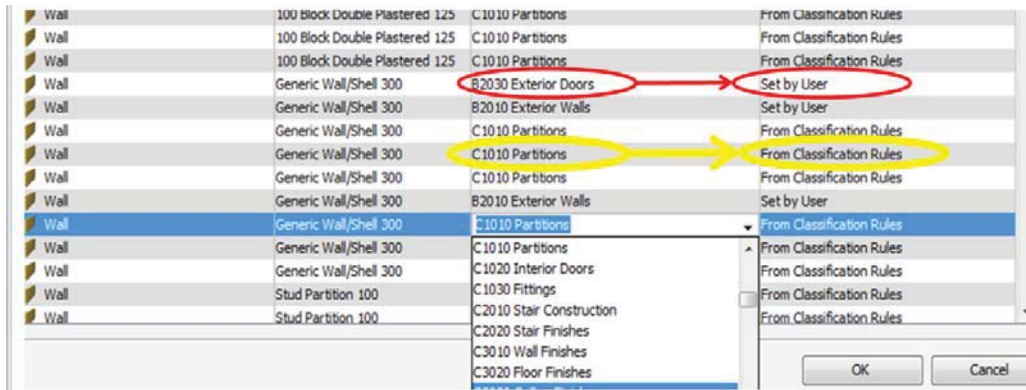 Wall 100 Block Double Plastered 125 C1010 Partitions From Classification Rules
Wall 100 Block Double Plastered 125 C1010 Partitions From Classification Rules
Wall 100 Block Double Plastered 125 C1010 Partitions From Classification Rules
Wall Generic Wall/Shell 300 B2030 Exterior Doors Set by User
Wall Generic Wall/Shell 300 B2010 Exterior Walls Set by User
Wall Generic Wall/Shell 300 C1010 Partitions From Classification Rules
Wall Generic Wall/Shell 300 C1010 Partitions From Classification Rules
Wall Generic Wall/Shell 300 C1010 Partitions From Classification Rules
Wall Generic Wall/Shell 300 B2010 Exterior Walls Set by User
Wall Generic Wall/Shell 300 C1010 Partitions From Classification Rules
Wall Generic Wall/Shell 300 C1010 Partitions From Classification Rules
Wall Generic Wall/Shell 300 C1020 Interior Doors From Classification Rules
Wall Stud Partition 100 C1030 Fittings From Classification Rules
Wall Stud Partition 100 C2010 Stair Construction From Classification Rules
C2020 Stair Finishes
C3010 Wall Finishes
C3020 Floor Finishes OK Cancel